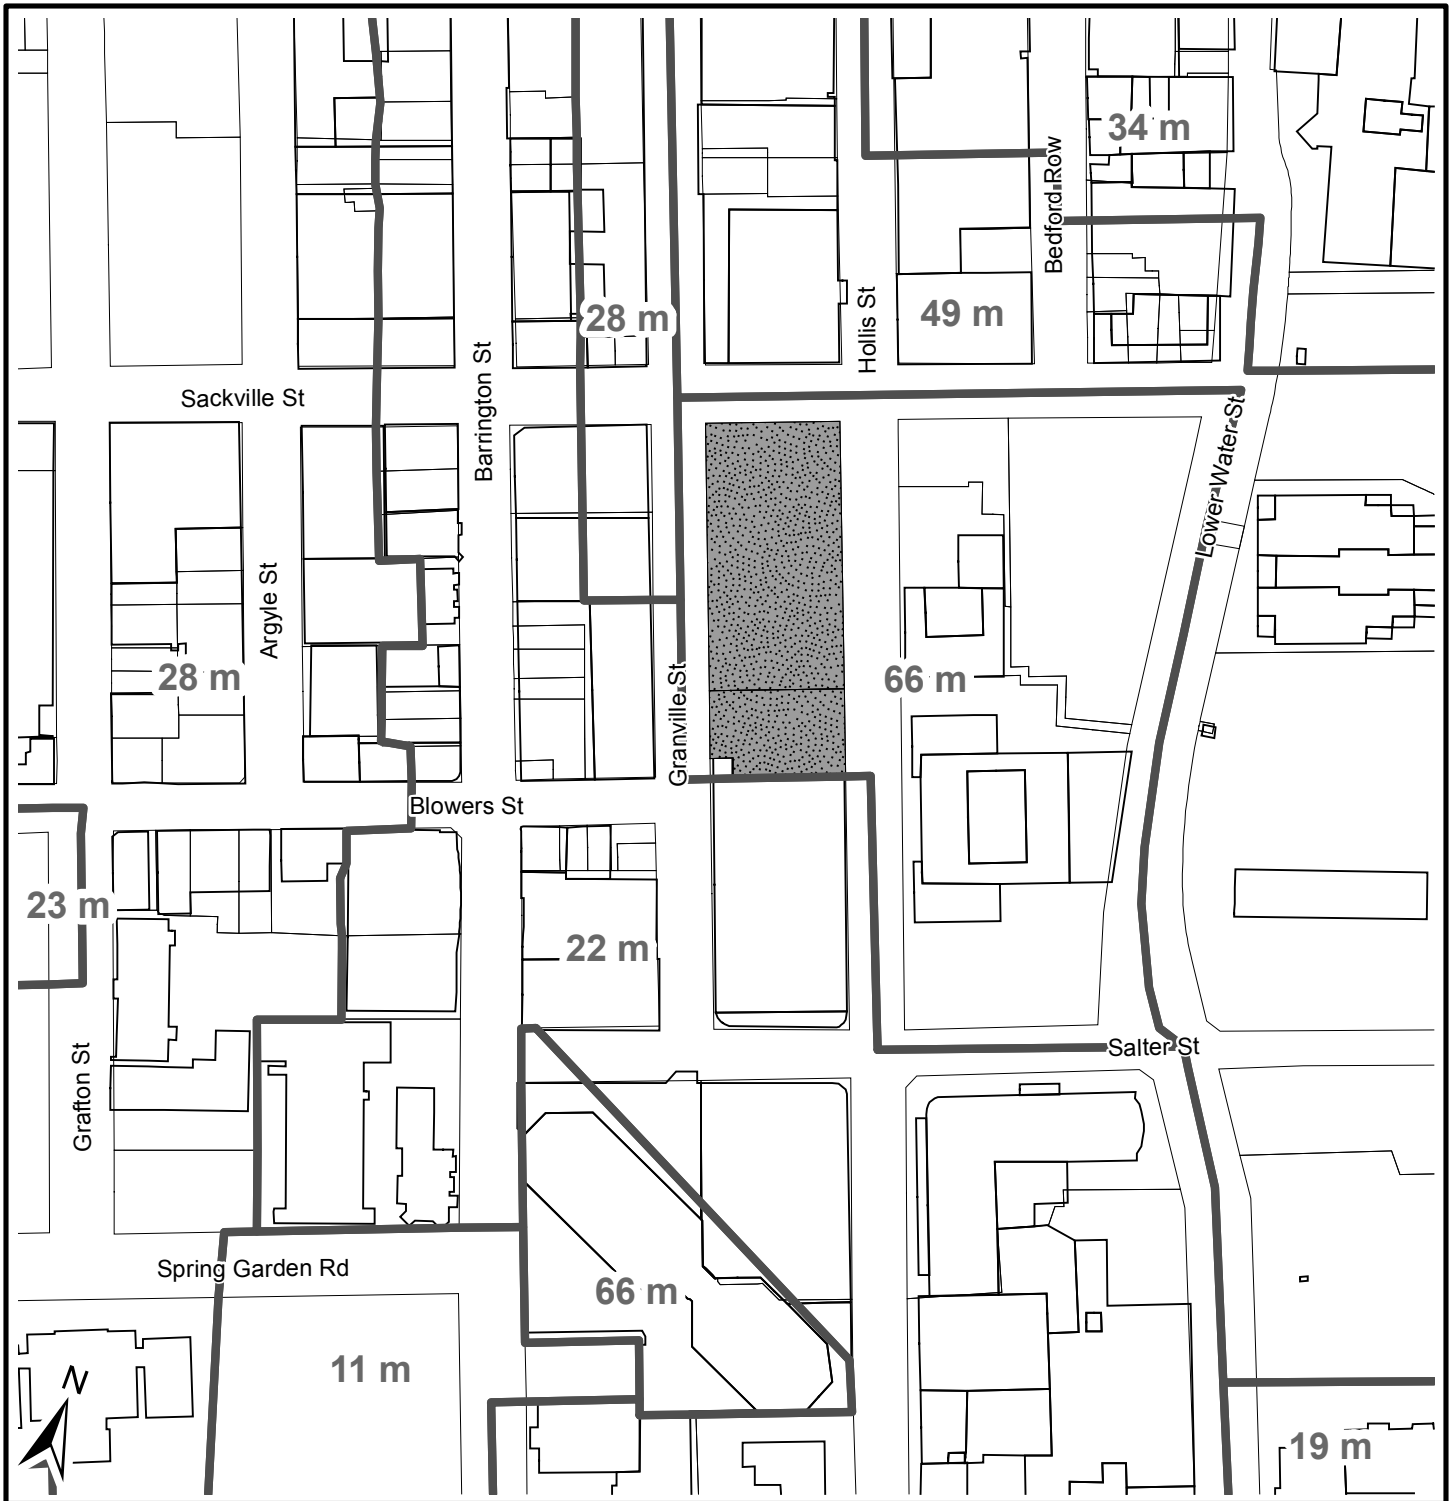 34 m
Bedford Row
28 m
Hollis St
49 m
Barrington St
Sackville St
Lower Water St
Argyle St
28 m
Granville St
66 m
Blowers St
23 m
22 m
Salter St
Grafton St
Spring Garden Rd
66 m
11 m
N
19 m